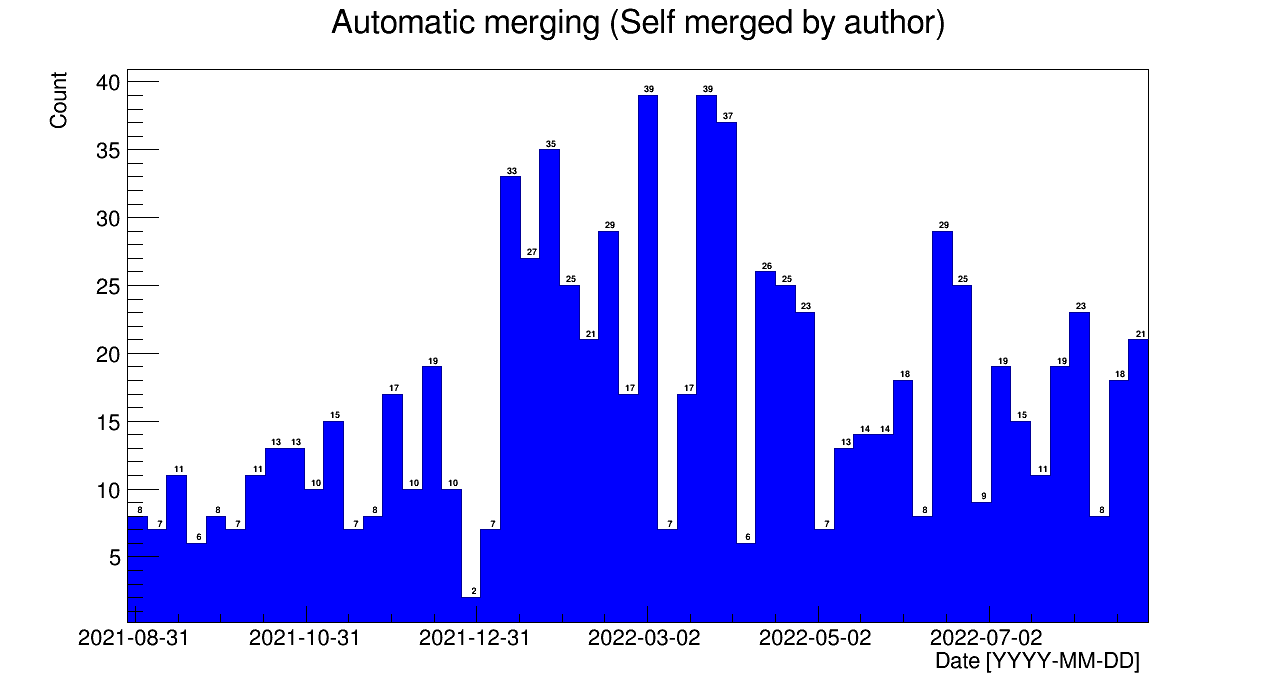 Automatic merging (Self merged by author)
Count
40
35
30
25
20
15
10
5
8 7 11 6 8 7 11 13 13 10 15 7 8 17 10 19 10 2 7 33 27 35 25 21 29 17 39 7 17 39 37 6 26 25 23 7 13 14 14 18 8 29 25 9 19 15 11 19 23 8 18 21
2021-08-31 2021-10-31 2021-12-31 2022-03-02 2022-05-02 2022-07-02
Date [YYYY-MM-DD]